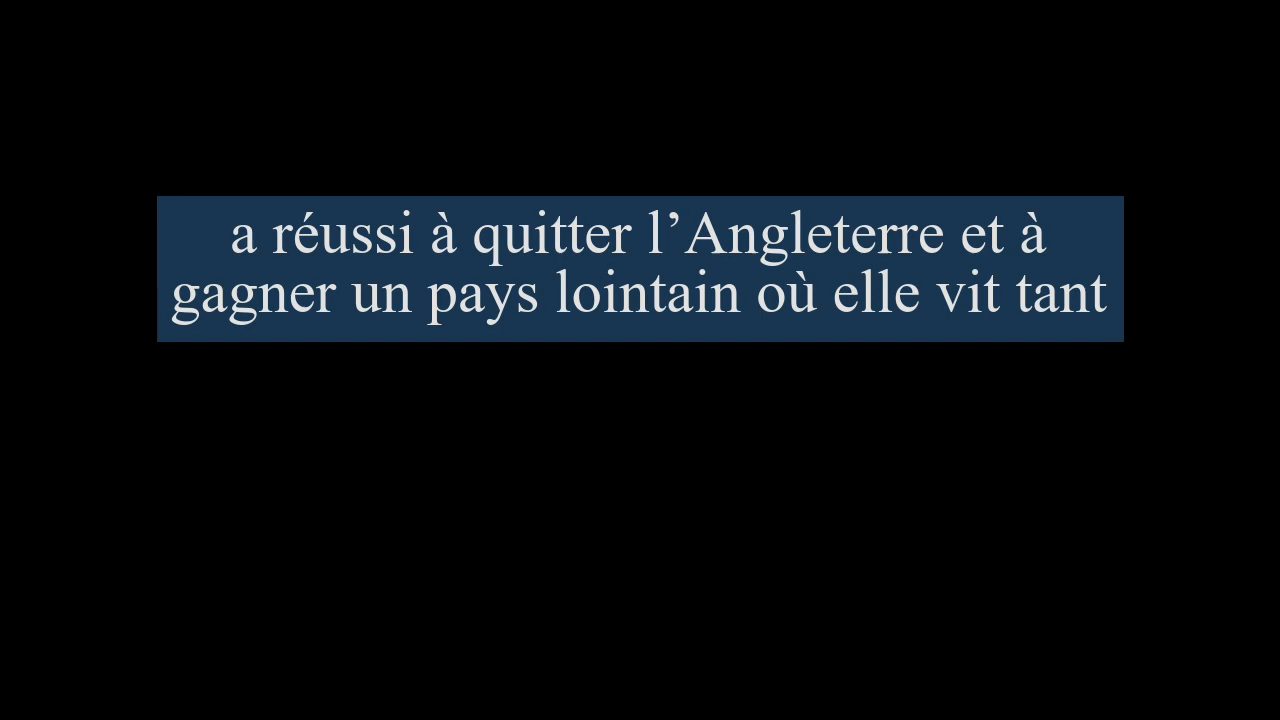 a réussi à quitter l’Angleterre et à
gagner un pays lointain où elle vit tant